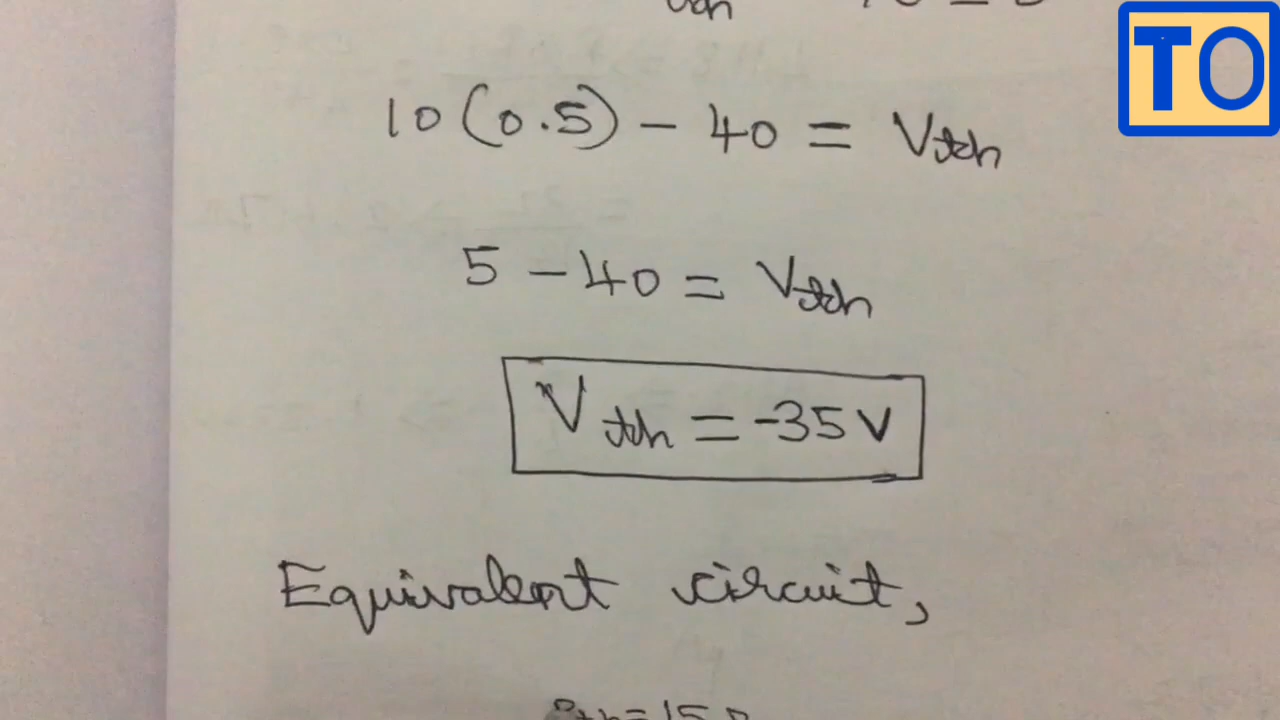 TO
10(0.5) - 40 = Vth
5 - 40 = Vth
Vth = -35 V
Equivalent circuit,